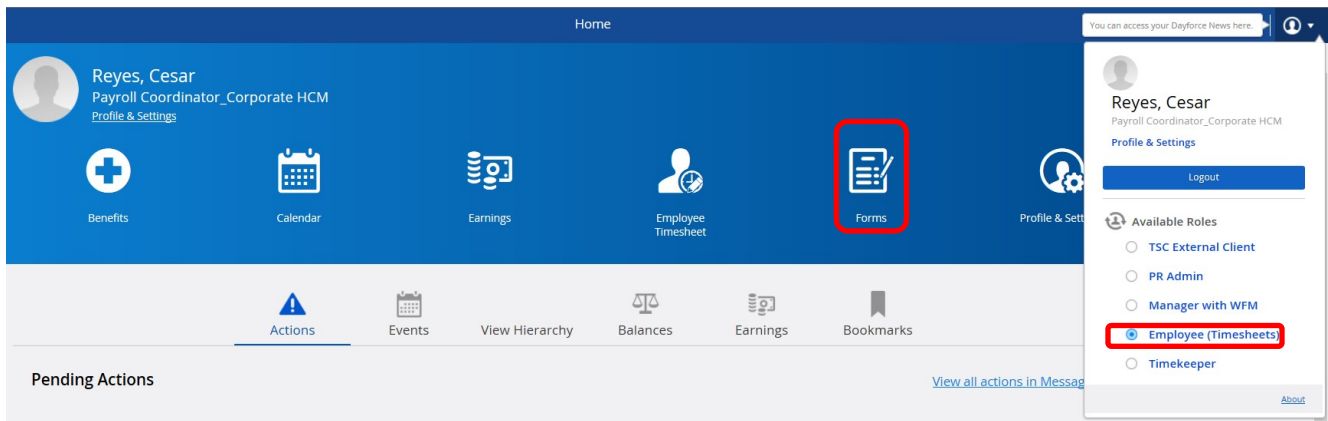 Home
You can access your Dayforce News here.
Reyes, Cesar
Payroll Coordinator_Corporate HCM
Profile & Settings
Benefits
Calendar
Earnings
Employee
Timesheet
Forms
Profile & Sett
Actions
Events
View Hierarchy
Balances
Earnings
Bookmarks
Pending Actions
View all actions in Messag
Reyes, Cesar
Payroll Coordinator_Corporate HCM
Profile & Settings
Logout
Available Roles
TSC External Client
PR Admin
Manager with WFM
Employee (Timesheets)
Timekeeper
About